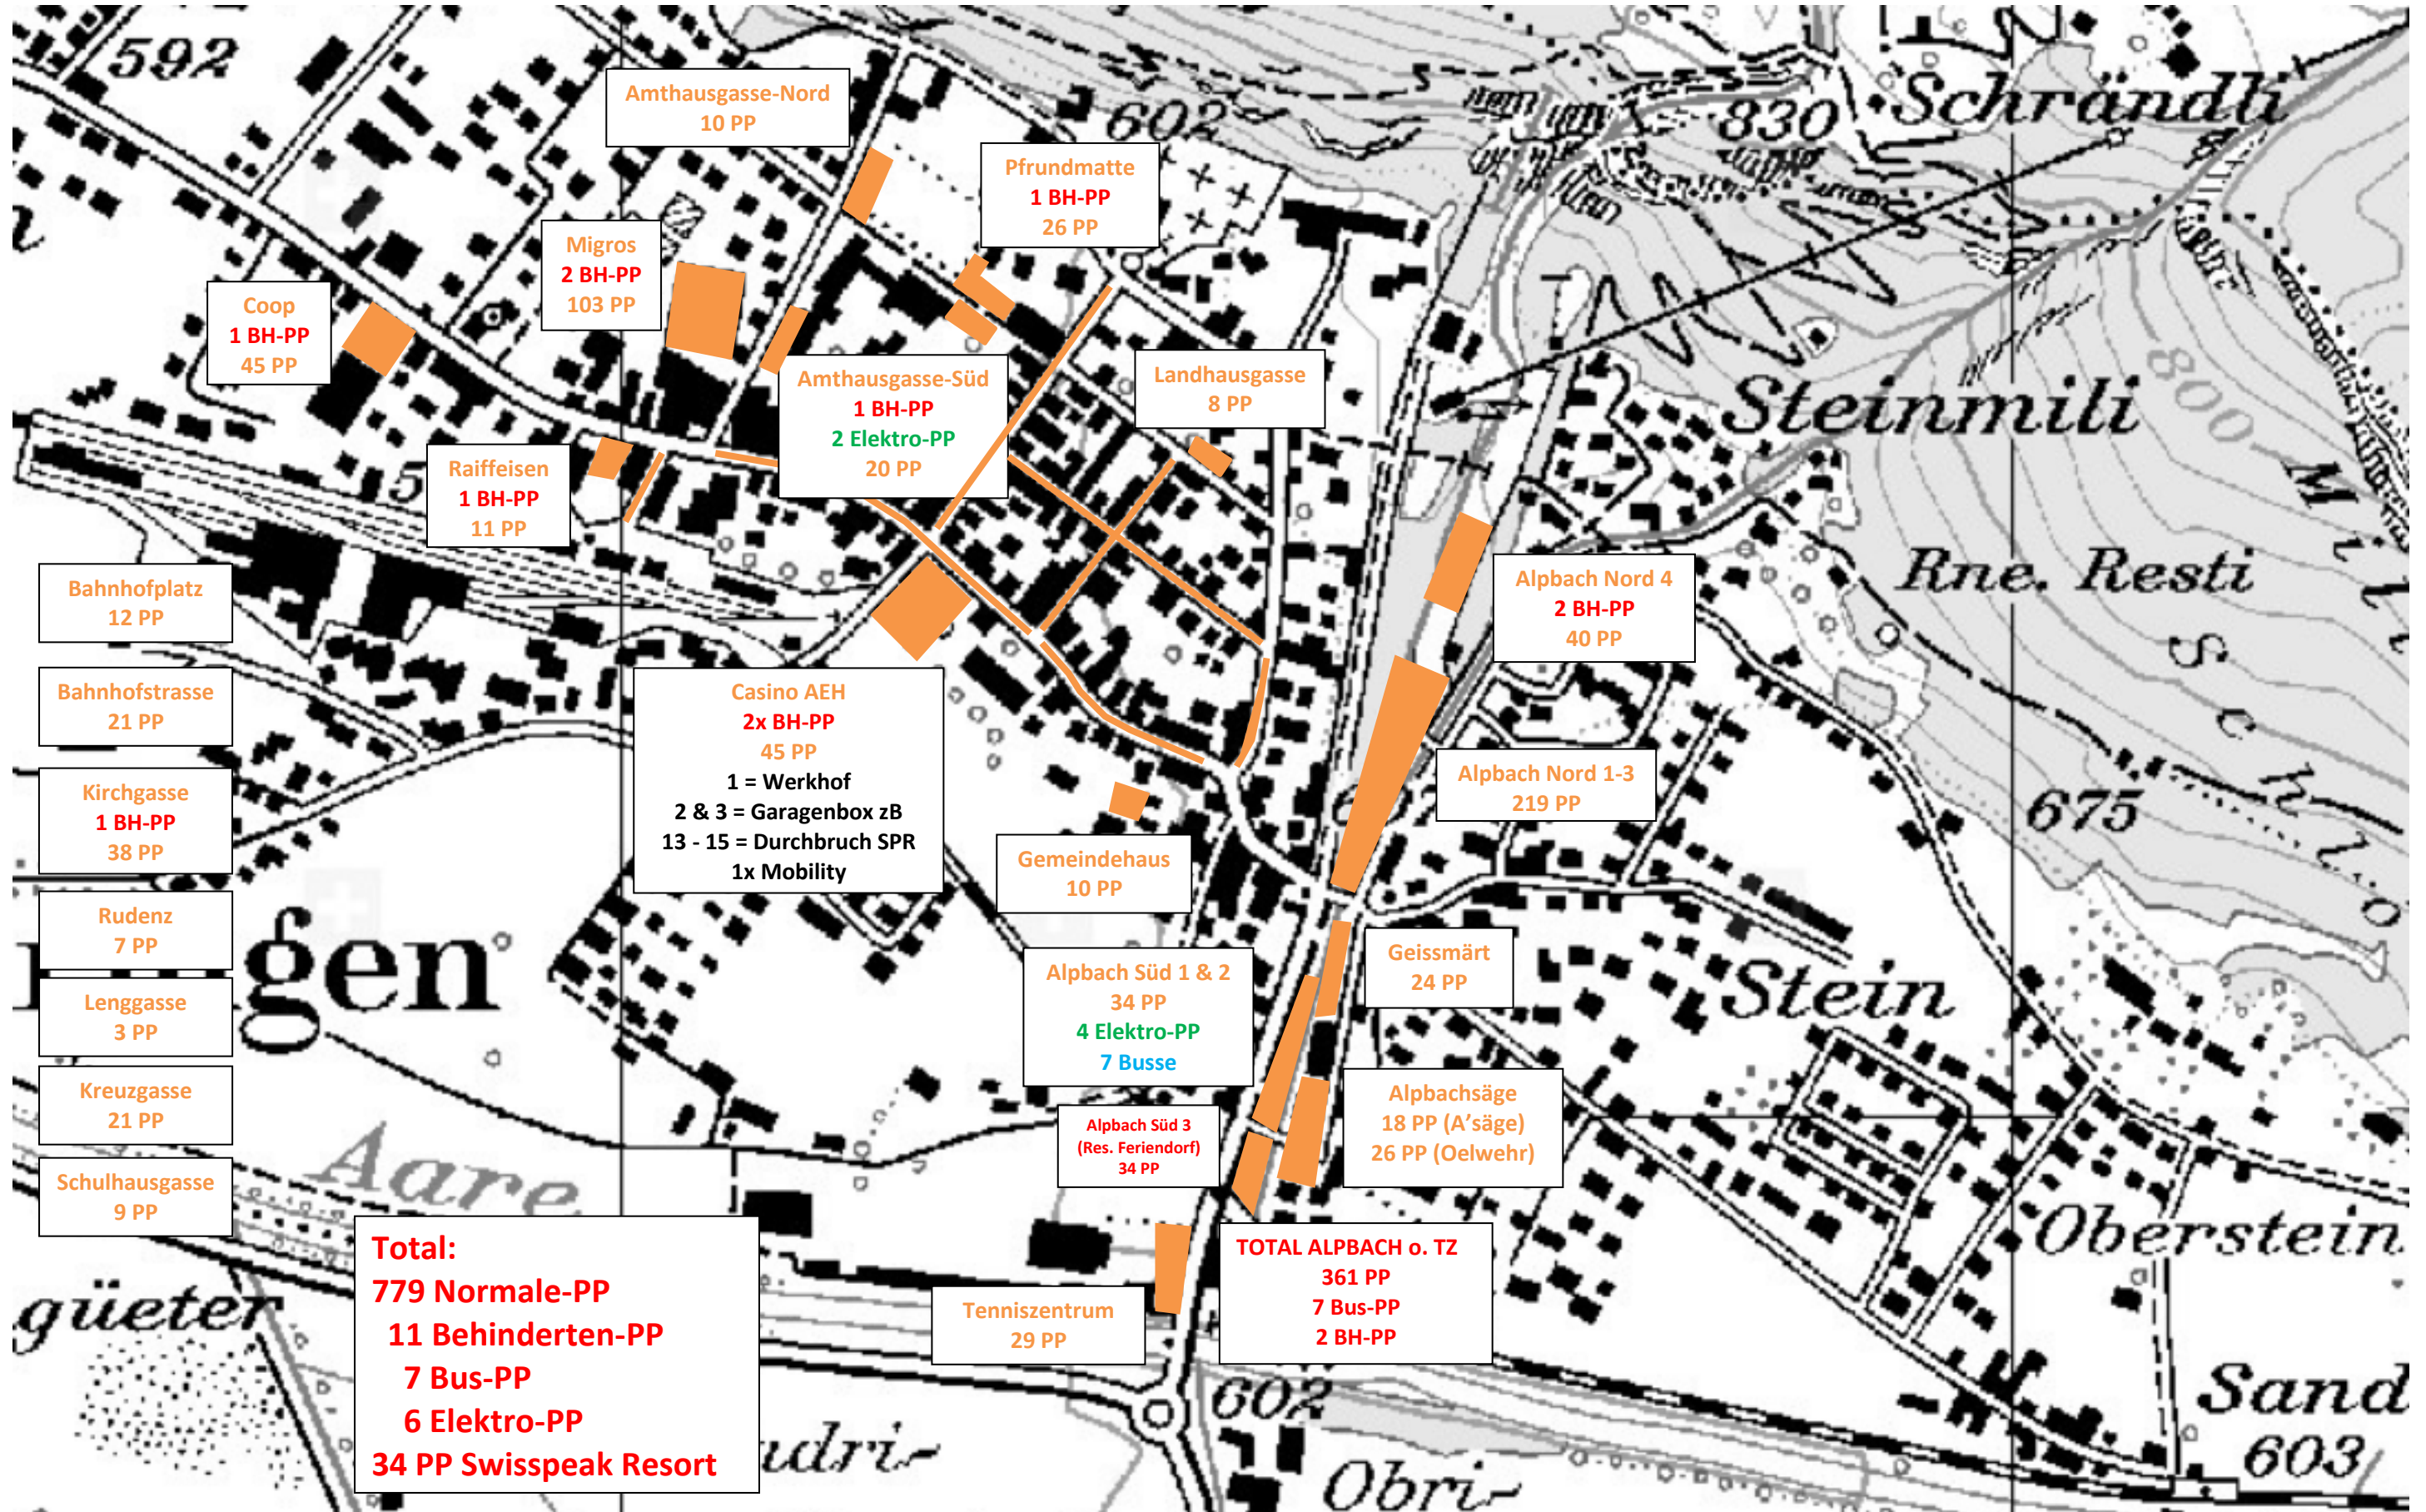 592
Amthausgasse-Nord
10 PP
602
830
Schrändli
Pfrundmatte
1 BH-PP
26 PP
Migros
2 BH-PP
103 PP
Coop
1 BH-PP
45 PP
Amthausgasse-Süd
1 BH-PP
2 Elektro-PP
20 PP
Landhausgasse
8 PP
Steinmili
800
Raiffeisen
1 BH-PP
11 PP
5
Bahnhofplatz
12 PP
Alpbach Nord 4
2 BH-PP
40 PP
Rne. Resti
Bahnhofstrasse
21 PP
Casino AEH
2x BH-PP
45 PP
1 = Werkhof
2 & 3 = Garagenbox zB
13 - 15 = Durchbruch SPR
1x Mobility
Alpbach Nord 1-3
219 PP
675
Kirchgasse
1 BH-PP
38 PP
Gemeindehaus
10 PP
Rudenz
7 PP
gen
Geissmärt
24 PP
Alpbach Süd 1 & 2
34 PP
4 Elektro-PP
7 Busse
Stein
Lenggasse
3 PP
Kreuzgasse
21 PP
Alpbachsäge
18 PP (A'säge)
26 PP (Oelwehr)
Alpbach Süd 3
(Res. Feriendorf)
34 PP
Aare
Schulhausgasse
9 PP
Oberstein
Total:
779 Normale-PP
11 Behinderten-PP
7 Bus-PP
6 Elektro-PP
34 PP Swisspeak Resort
TOTAL ALPBACH o. TZ
361 PP
7 Bus-PP
2 BH-PP
Tenniszentrum
29 PP
güeter
602
Sand
603
udri-
Obri-